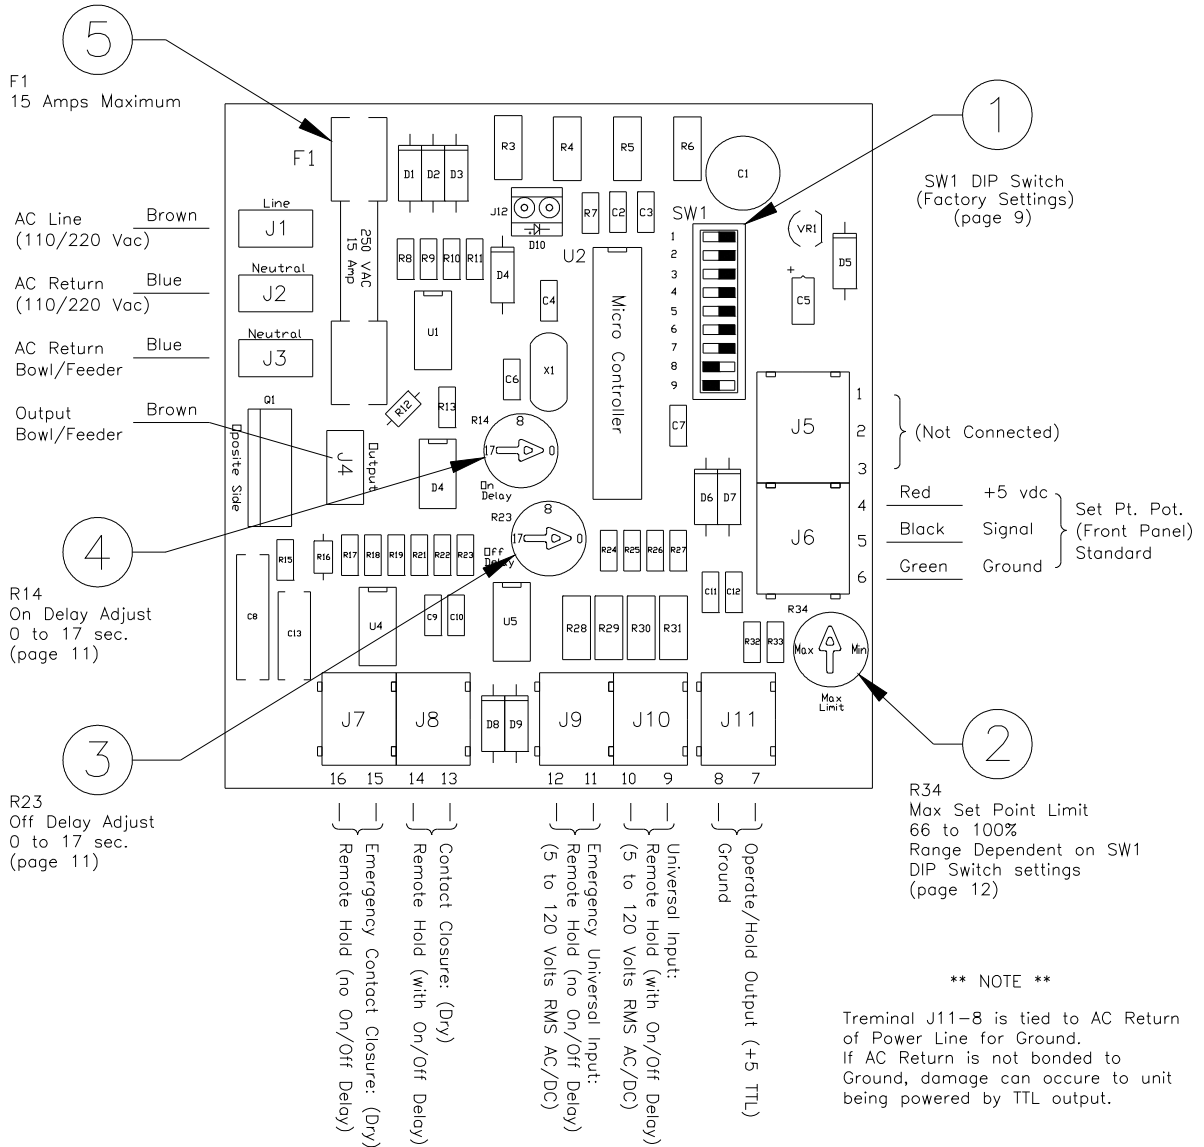 5
F1
15 Amps Maximum
1
SW1 DIP Switch
(Factory Settings)
(page 9)
F1
250 VAC
15 Amp
D1 D2 D3
R3
R4
R5
R6
C1
J12
D10
R7 C2 C3
SW1
1
2
3
4
5
6
7
8
9
VR1
D5
+
C5
AC Line
(110/220 Vac)
Brown
Line
J1
AC Return
(110/220 Vac)
Blue
Neutral
J2
AC Return
Bowl/Feeder
Blue
Neutral
J3
Output
Bowl/Feeder
Brown
R8 R9 R10 R11
D4
U2
Micro Controller
U1
C4
C6
X1
R12
R13
R14
8
17 0
On
Delay
C7
Q1
Oposite Side
J4
Output
D4
R23
8
17 0
Off
Delay
D6 D7
J5
1
2
3
(Not Connected)
J6
4
5
6
Red +5 vdc
Black Signal
Green Ground
Set Pt. Pot.
(Front Panel)
Standard
4
R14
On Delay Adjust
0 to 17 sec.
(page 11)
R15
R16
R17 R18 R19 R21 R22 R23
R24 R25 R26 R27
C8
C13
U4
C9 C10
U5
R28 R29 R30 R31
C11 C12
R32 R33
R34
Max Min
Max
Limit
3
R23
Off Delay Adjust
0 to 17 sec.
(page 11)
2
R34
Max Set Point Limit
66 to 100%
Range Dependent on SW1
DIP Switch settings
(page 12)
J7
J8
D8 D9
J9
J10
J11
16 15 14 13 12 11 10 9 8 7
Emergency Contact Closure: (Dry)
Remote Hold (no On/Off Delay)
Contact Closure: (Dry)
Remote Hold (with On/Off Delay)
Emergency Universal Input:
Remote Hold (no On/Off Delay)
(5 to 120 Volts RMS AC/DC)
Universal Input:
Remote Hold (with On/Off Delay)
(5 to 120 Volts RMS AC/DC)
Operate/Hold Output (+5 TTL)
Ground
** NOTE **
Treminal J11-8 is tied to AC Return
of Power Line for Ground.
If AC Return is not bonded to
Ground, damage can occure to unit
being powered by TTL output.